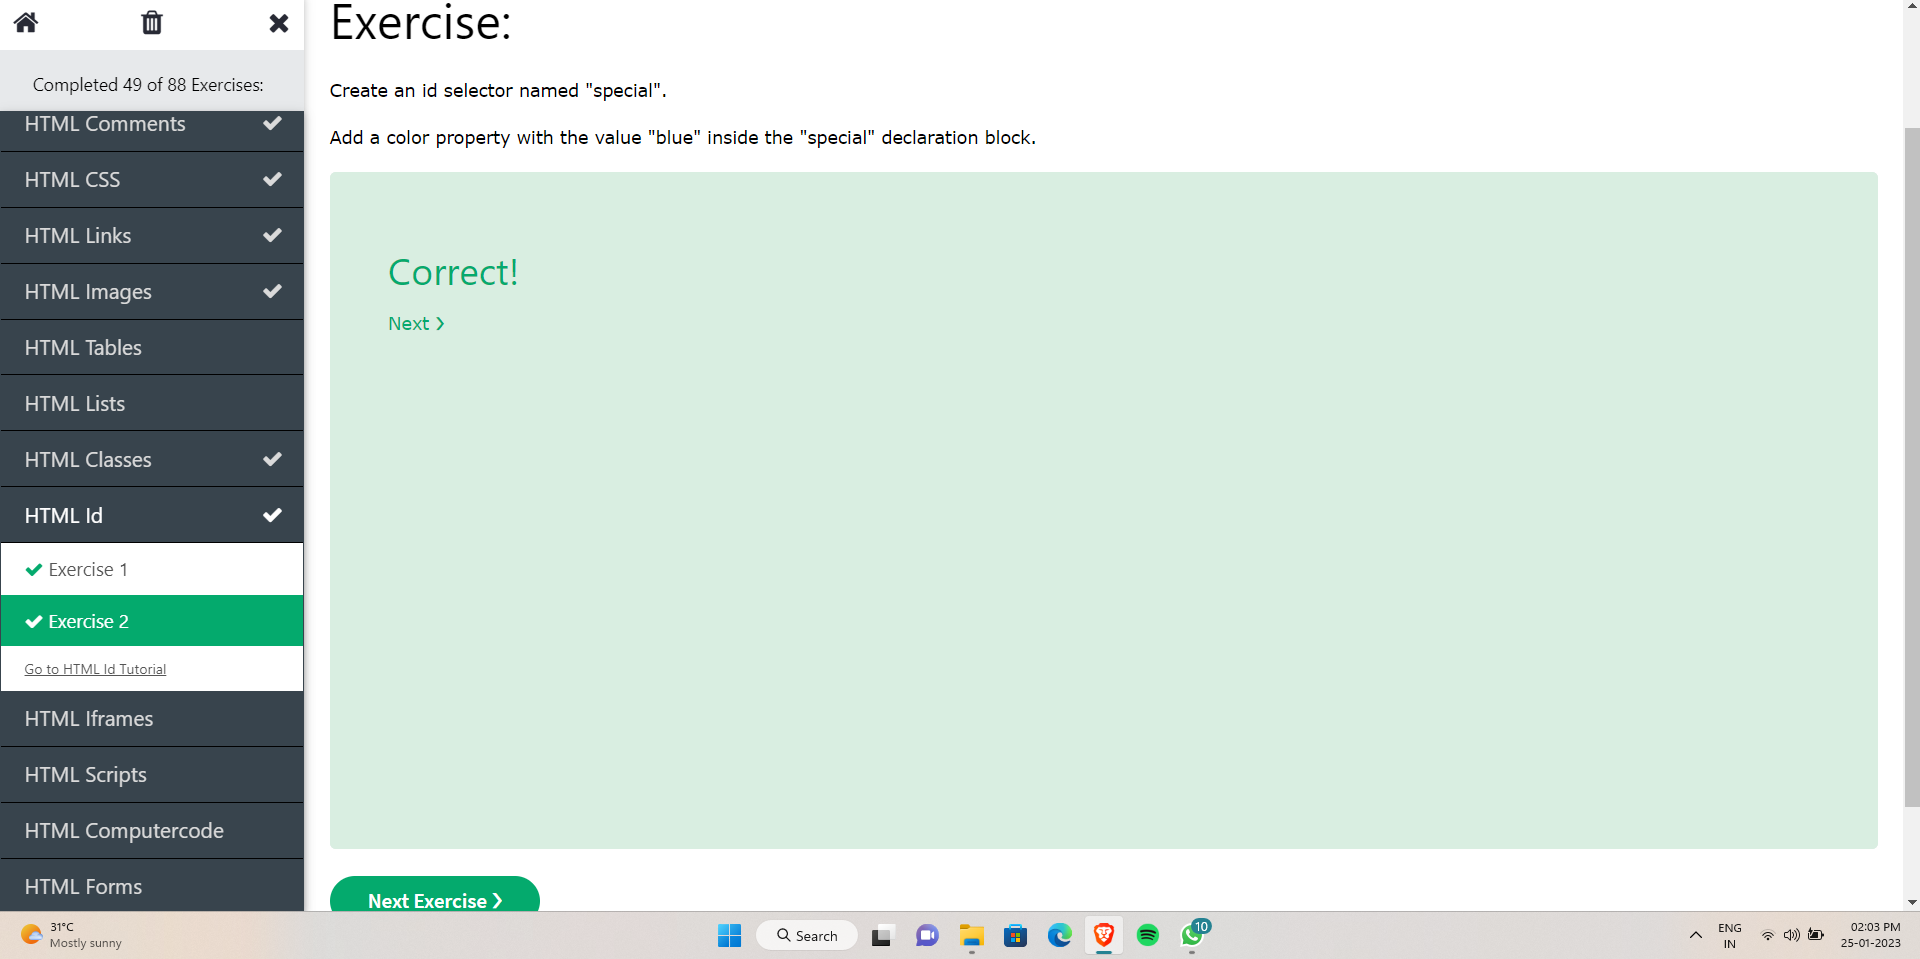 Completed 49 of 88 Exercises:
HTML Comments
HTML CSS
HTML Links
HTML Images
HTML Tables
HTML Lists
HTML Classes
HTML Id
Exercise 1
Exercise 2
Go to HTML Id Tutorial
HTML Iframes
HTML Scripts
HTML Computercode
HTML Forms
Exercise:
Create an id selector named "special".
Add a color property with the value "blue" inside the "special" declaration block.
Correct!
Next ❯
Next Exercise ❯
31°C
Mostly sunny
Search
10
ENG
IN
02:03 PM
25-01-2023